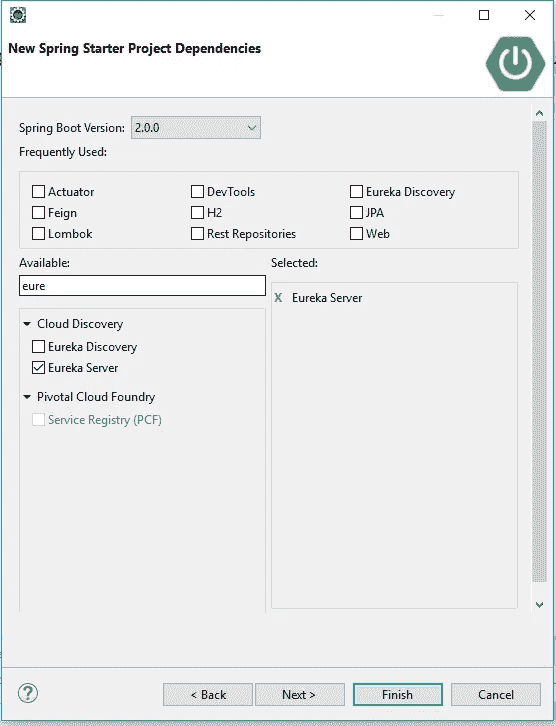 New Spring Starter Project Dependencies
Spring Boot Version: 2.0.0
Frequently Used:
Actuator DevTools Eureka Discovery
Feign H2 JPA
Lombok Rest Repositories Web
Available: Selected:
eure
X Eureka Server
Cloud Discovery
Eureka Discovery
Eureka Server
Pivotal Cloud Foundry
Service Registry (PCF)
? < Back Next > Finish Cancel